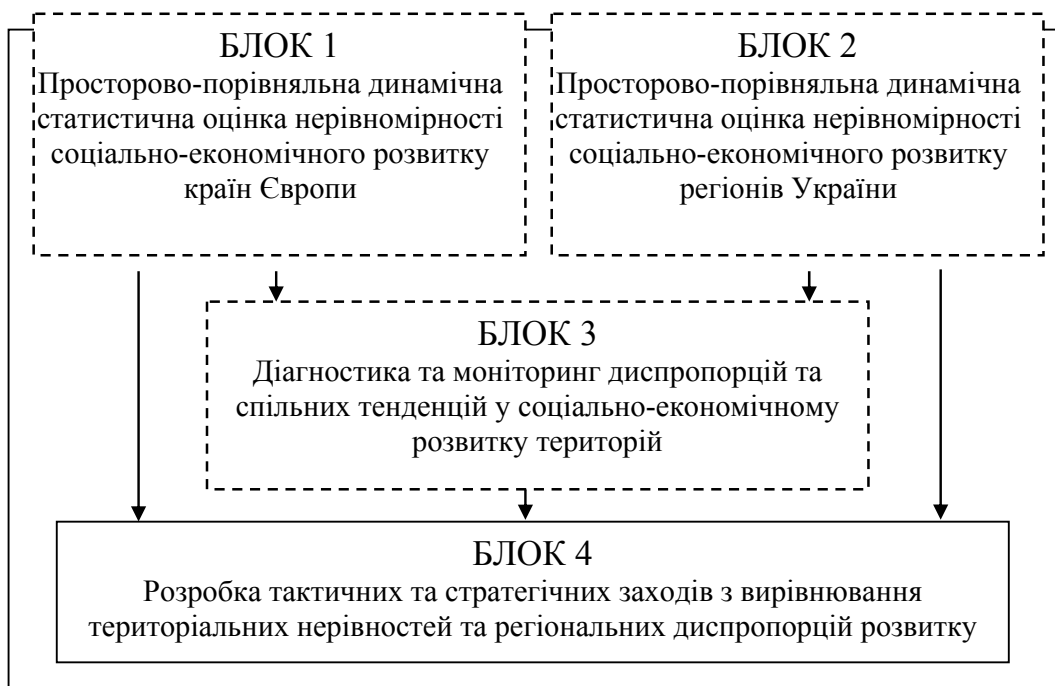 БЛОК 1
Просторово-порівняльна динамічна
статистична оцінка нерівномірності
соціально-економічного розвитку
країн Європи
БЛОК 2
Просторово-порівняльна динамічна
статистична оцінка нерівномірності
соціально-економічного розвитку
регіонів України
БЛОК 3
Діагностика та моніторинг диспропорцій та
спільних тенденцій у соціально-економічному
розвитку територій
БЛОК 4
Розробка тактичних та стратегічних заходів з вирівнювання
територіальних нерівностей та регіональних диспропорцій розвитку